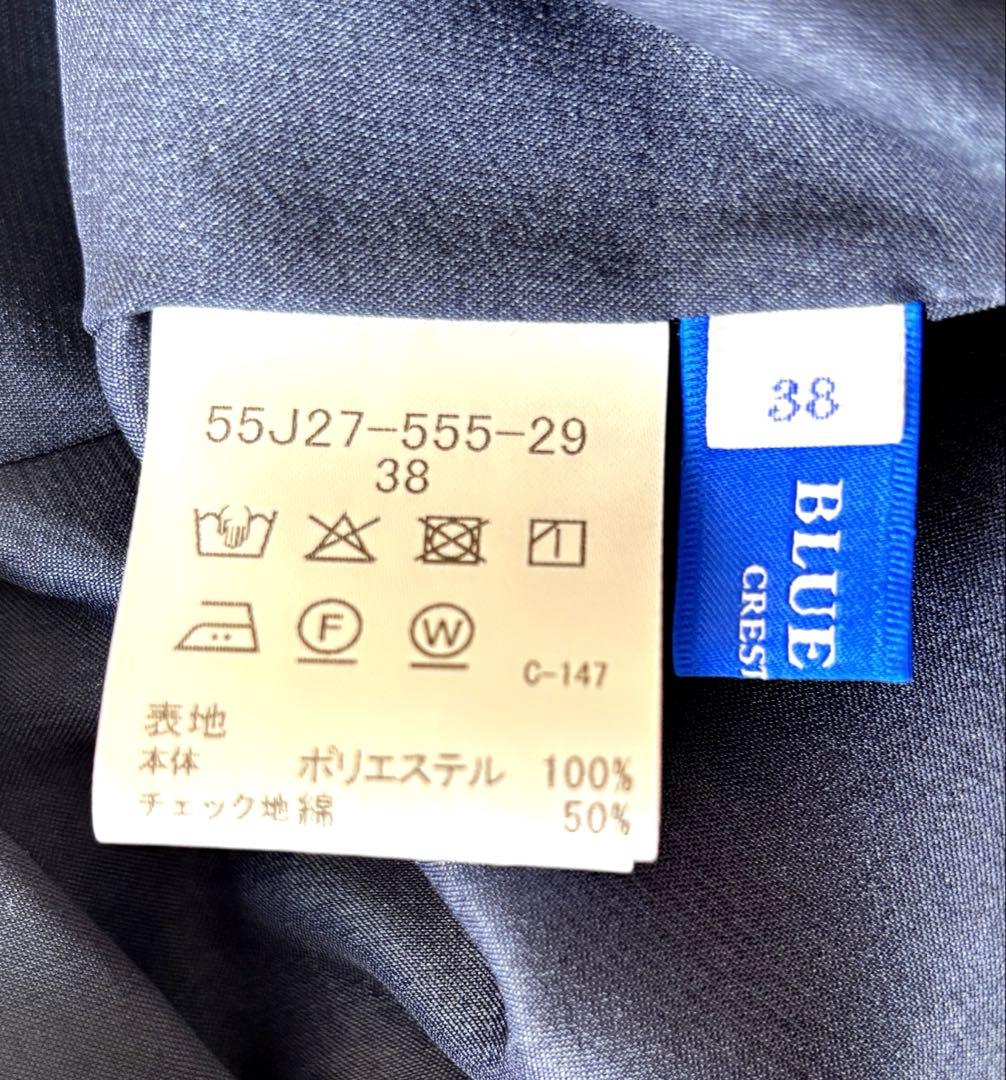 55J27-555-29
38
F
W
C-147
表地
本体 ポリエステル 100%
チェック地綿 50%
38
BLUE
CREST